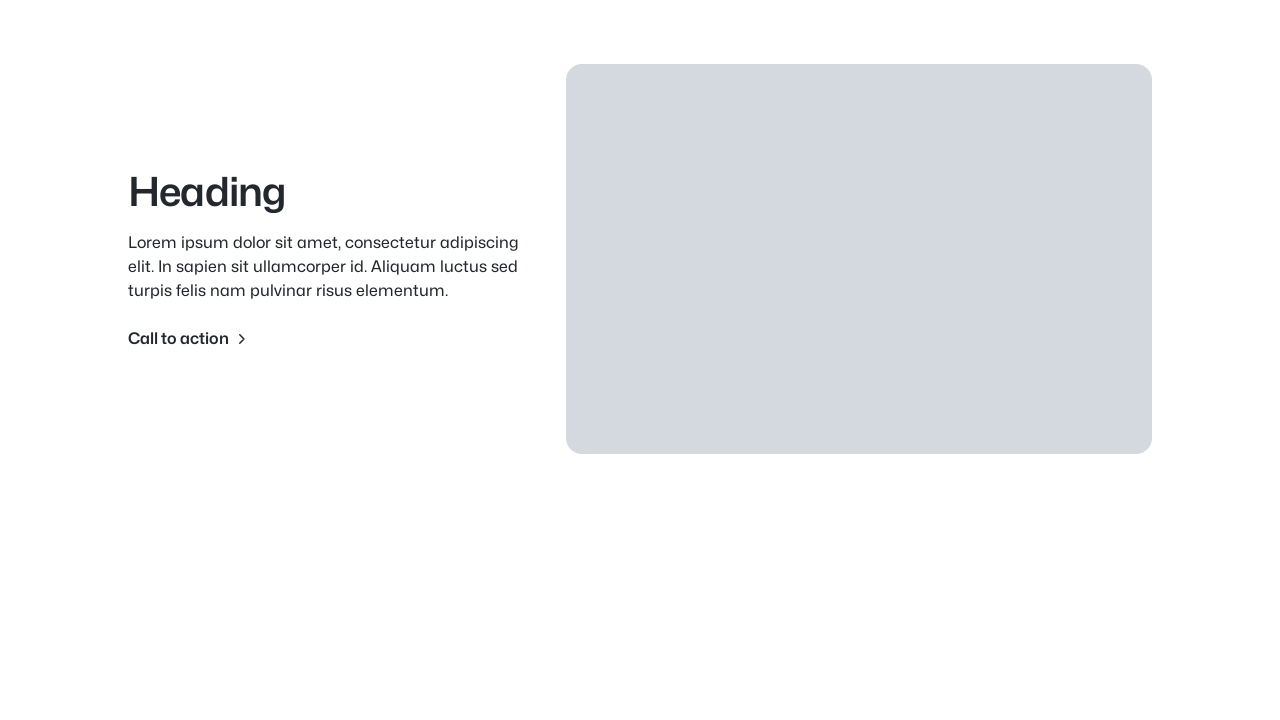 Heading
Lorem ipsum dolor sit amet, consectetur adipiscing
elit. In sapien sit ullamcorper id. Aliquam luctus sed
turpis felis nam pulvinar risus elementum.
Call to action